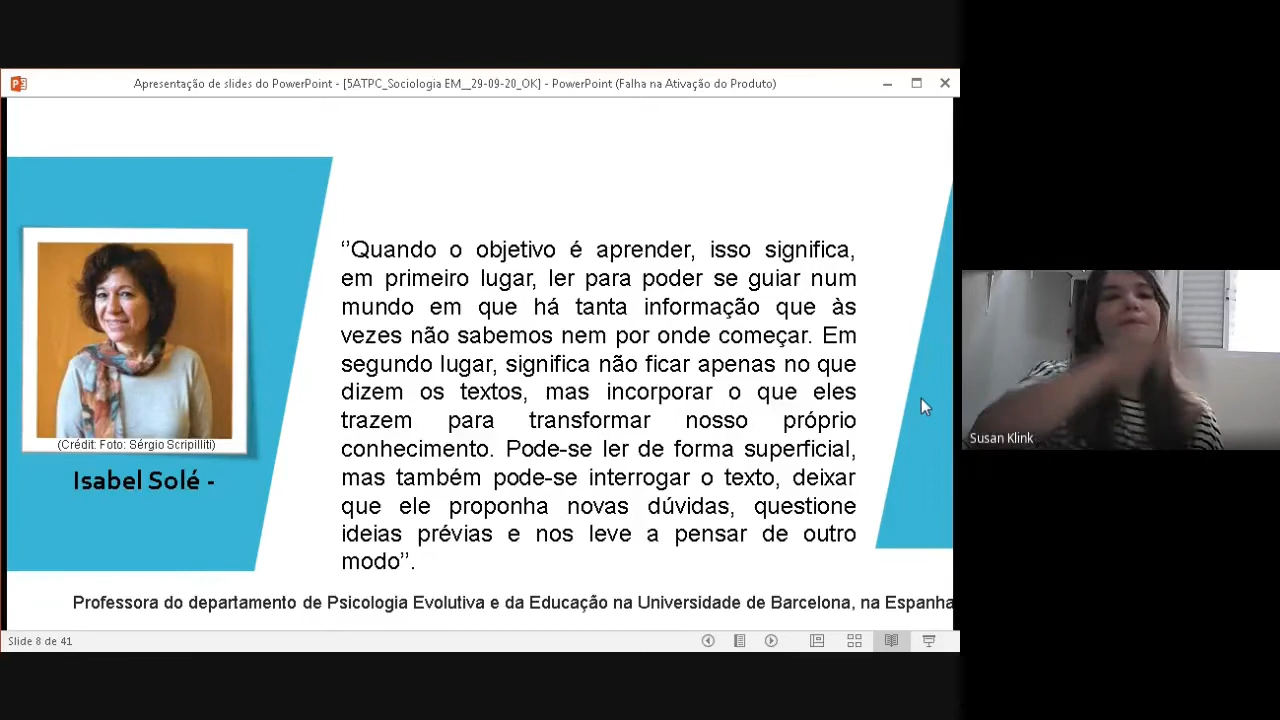 Apresentação de slides do PowerPoint - [5ATPC_Sociologia EM__29-09-20_OK] - PowerPoint (Falha na Ativação do Produto)
‘’Quando o objetivo é aprender, isso significa,
em primeiro lugar, ler para poder se guiar num
mundo em que há tanta informação que às
vezes não sabemos nem por onde começar. Em
segundo lugar, significa não ficar apenas no que
dizem os textos, mas incorporar o que eles
trazem para transformar nosso próprio
conhecimento. Pode-se ler de forma superficial,
mas também pode-se interrogar o texto, deixar
que ele proponha novas dúvidas, questione
ideias prévias e nos leve a pensar de outro
modo’’.
(Crédit: Foto: Sérgio Scripilliti)
Isabel Solé -
Professora do departamento de Psicologia Evolutiva e da Educação na Universidade de Barcelona, na Espanha
Slide 8 de 41
Susan Klink